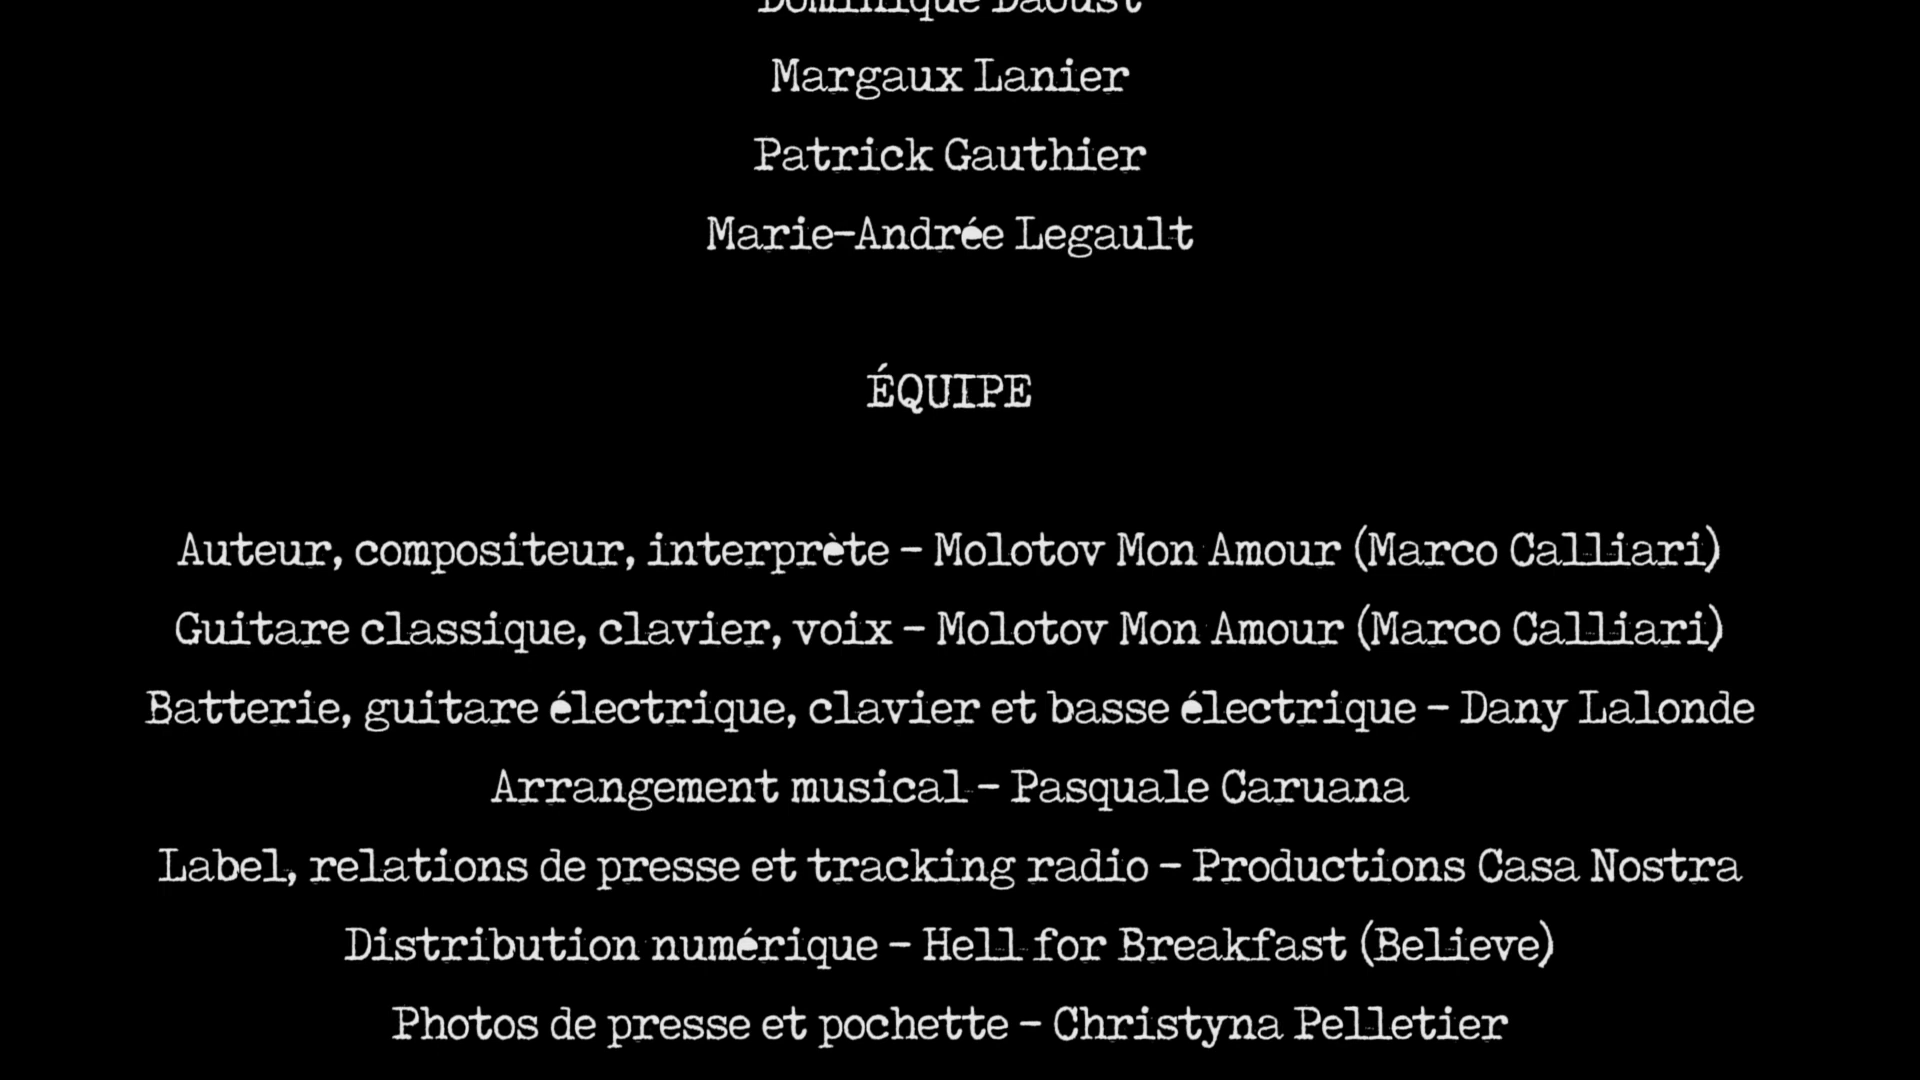 Dominique Daoust
Margaux Lanier
Patrick Gauthier
Marie-Andrée Legault
ÉQUIPE
Auteur, compositeur, interprète - Molotov Mon Amour (Marco Calliari)
Guitare classique, clavier, voix - Molotov Mon Amour (Marco Calliari)
Batterie, guitare électrique, clavier et basse électrique - Dany Lalonde
Arrangement musical - Pasquale Caruana
Label, relations de presse et tracking radio - Productions Casa Nostra
Distribution numérique - Hell for Breakfast (Believe)
Photos de presse et pochette - Christyna Pelletier